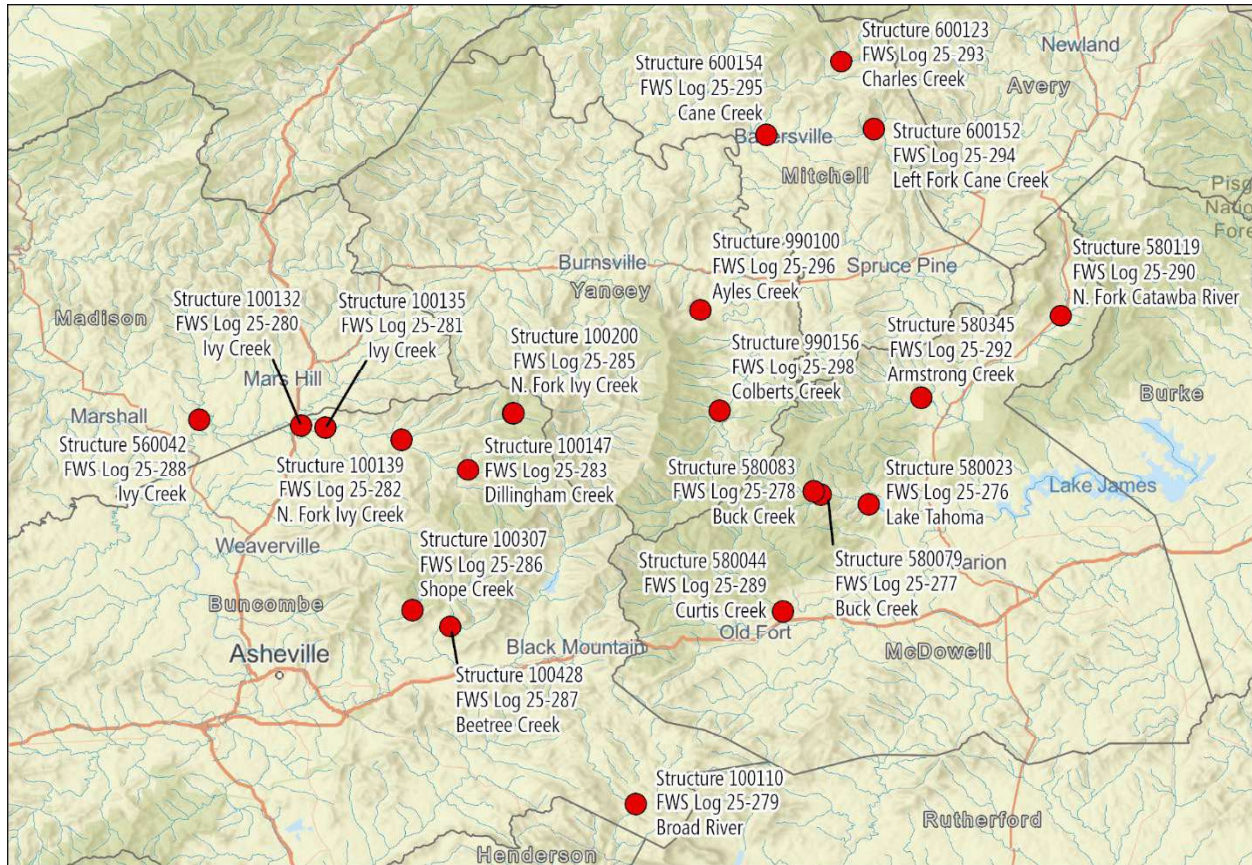 Structure 600123
FWS Log 25-293
Charles Creek
Newland
Avery
Structure 600154
FWS Log 25-295
Cane Creek
Structure 600152
FWS Log 25-294
Left Fork Cane Creek
Mitchell
Structure 580119
FWS Log 25-290
N. Fork Catawba River
Structure 990100
FWS Log 25-296
Ayles Creek
Burnsville
Yancey
Spruce Pine
Structure 100132
FWS Log 25-280
Ivy Creek
Structure 100135
FWS Log 25-281
Ivy Creek
Madison
Structure 100200
FWS Log 25-285
N. Fork Ivy Creek
Structure 990156
FWS Log 25-298
Colberts Creek
Structure 580345
FWS Log 25-292
Armstrong Creek
Mars Hill
Marshall
Burke
Structure 560042
FWS Log 25-288
Ivy Creek
Structure 100139
FWS Log 25-282
N. Fork Ivy Creek
Structure 100147
FWS Log 25-283
Dillingham Creek
Structure 580083
FWS Log 25-278
Buck Creek
Structure 580023
FWS Log 25-276
Lake Tahoma
Lake James
Weaverville
Structure 100307
FWS Log 25-286
Shope Creek
Structure 580044
FWS Log 25-289
Curtis Creek
Structure 580079
FWS Log 25-277
Buck Creek
Buncombe
Asheville
Black Mountain
Old Fort
McDowell
Structure 100428
FWS Log 25-287
Beetree Creek
Structure 100110
FWS Log 25-279
Broad River
Rutherford
Henderson